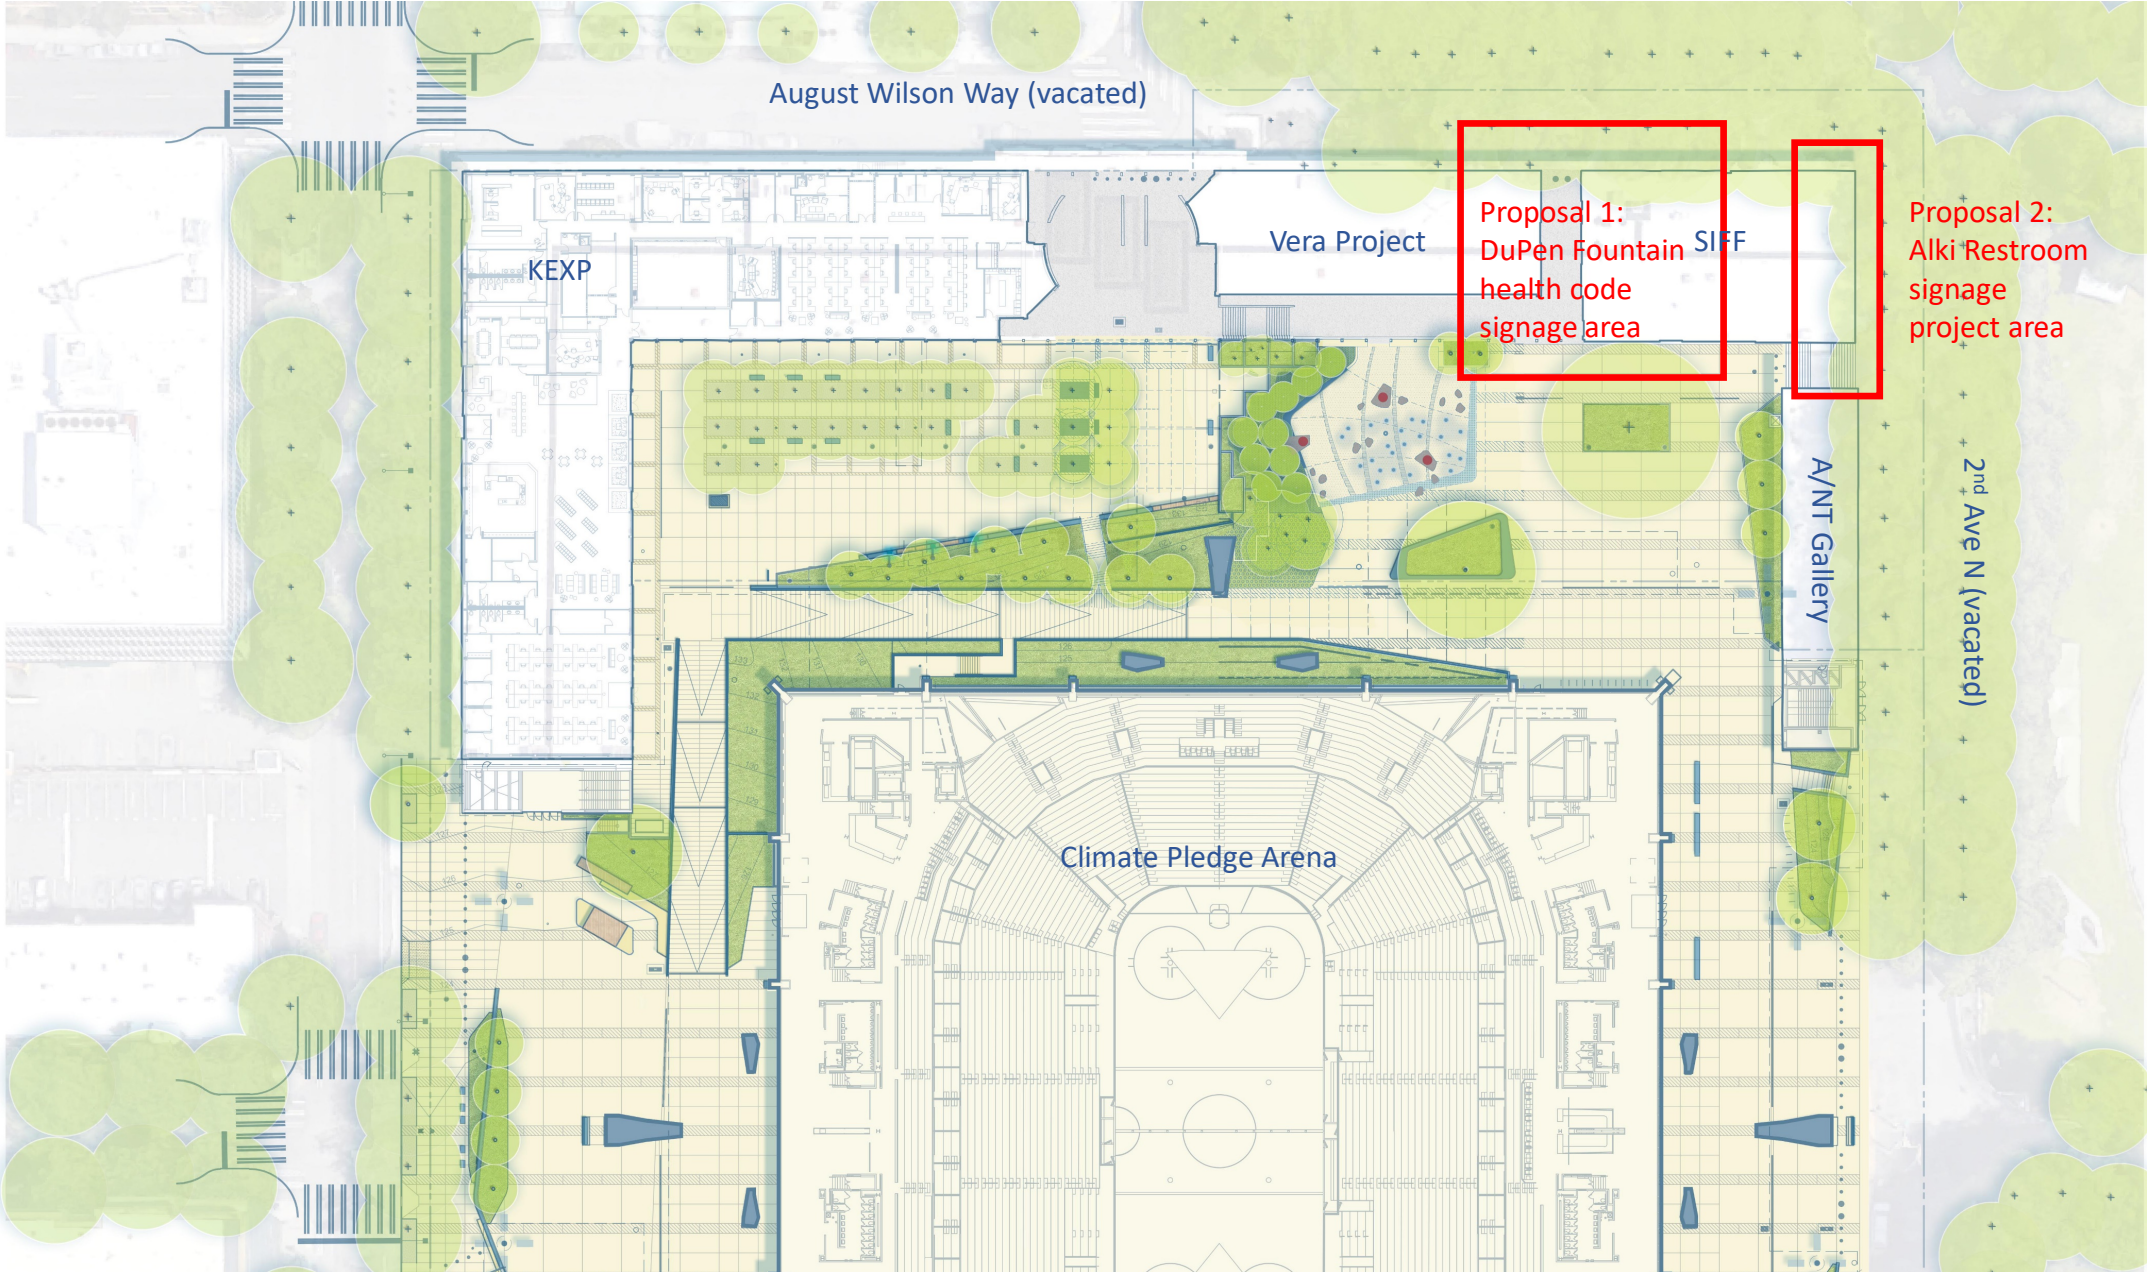 August Wilson Way (vacated)
Proposal 1:
DuPen Fountain
health code
signage area
Proposal 2:
Alki Restroom
signage
project area
Vera Project
SIFF
KEXP
A/NT Gallery
2nd Ave N (vacated)
Climate Pledge Arena